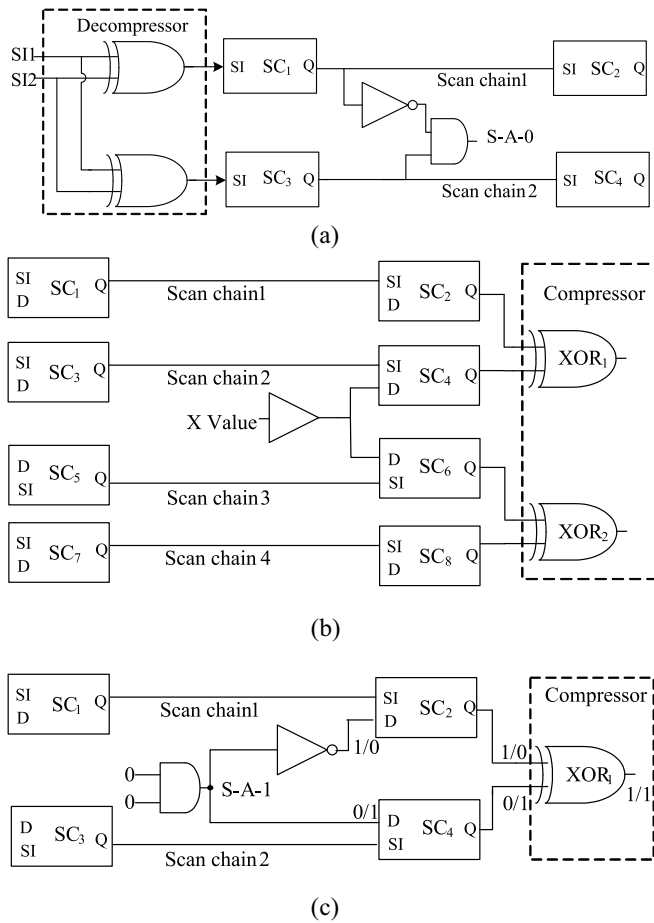 Decompressor
SI1
SI2
SI SC1 Q
Scan chain1
SI SC2 Q
S-A-0
SI SC3 Q
Scan chain2
SI SC4 Q
(a)
SI
D
SC1 Q
Scan chain1
SI
D
SC2 Q
Compressor
XOR1
SI
D
SC3 Q
Scan chain2
SI
D
SC4 Q
X Value
D
SI
SC5 Q
Scan chain3
D
SI
SC6 Q
SI
D
SC7 Q
Scan chain 4
SI
D
SC8 Q
XOR2
(b)
SI
D
SC1 Q
Scan chain1
SI
D
SC2 Q
Compressor
1/0
1/0
0
0
S-A-1
XOR1
1/1
0/1
0/1
D
SI
SC3 Q
Scan chain2
D
SI
SC4 Q
(c)